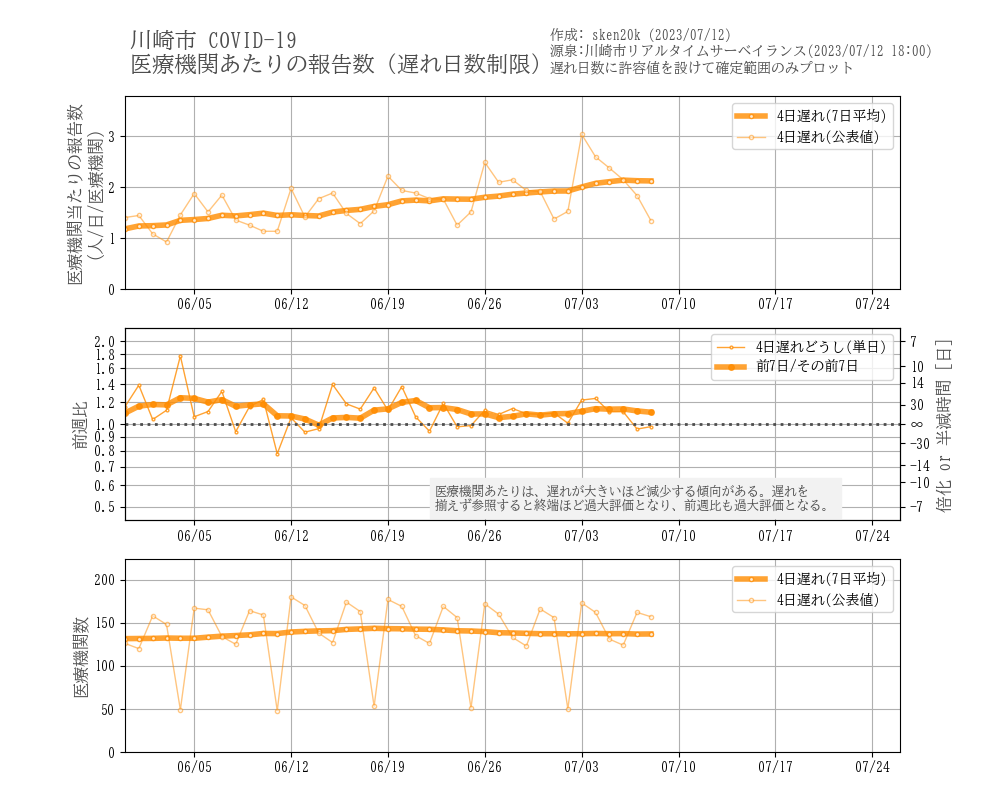 川崎市 COVID-19
医療機関あたりの報告数 (遅れ日数制限)
作成: sken20k (2023/07/12)
源泉:川崎市リアルタイムサーベイランス(2023/07/12 18:00)
遅れ日数に許容値を設けて確定範囲のみプロット
医療機関当たりの報告数
(人/日/医療機関)
3
2
1
0
4日遅れ(7日平均)
4日遅れ(公表値)
06/05 06/12 06/19 06/26 07/03 07/10 07/17 07/24
前週比
2.0
1.8
1.6
1.4
1.2
1.0
0.9
0.8
0.7
0.6
0.5
4日遅れどうし(単日)
前7日/その前7日
7
10
14
30
∞
-30
-14
-10
-7
倍化 or 半減時間 [日]
医療機関あたりは、遅れが大きいほど減少する傾向がある。遅れを
揃えず参照すると終端ほど過大評価となり、前週比も過大評価となる。
06/05 06/12 06/19 06/26 07/03 07/10 07/17 07/24
医療機関数
200
150
100
50
0
4日遅れ(7日平均)
4日遅れ(公表値)
06/05 06/12 06/19 06/26 07/03 07/10 07/17 07/24